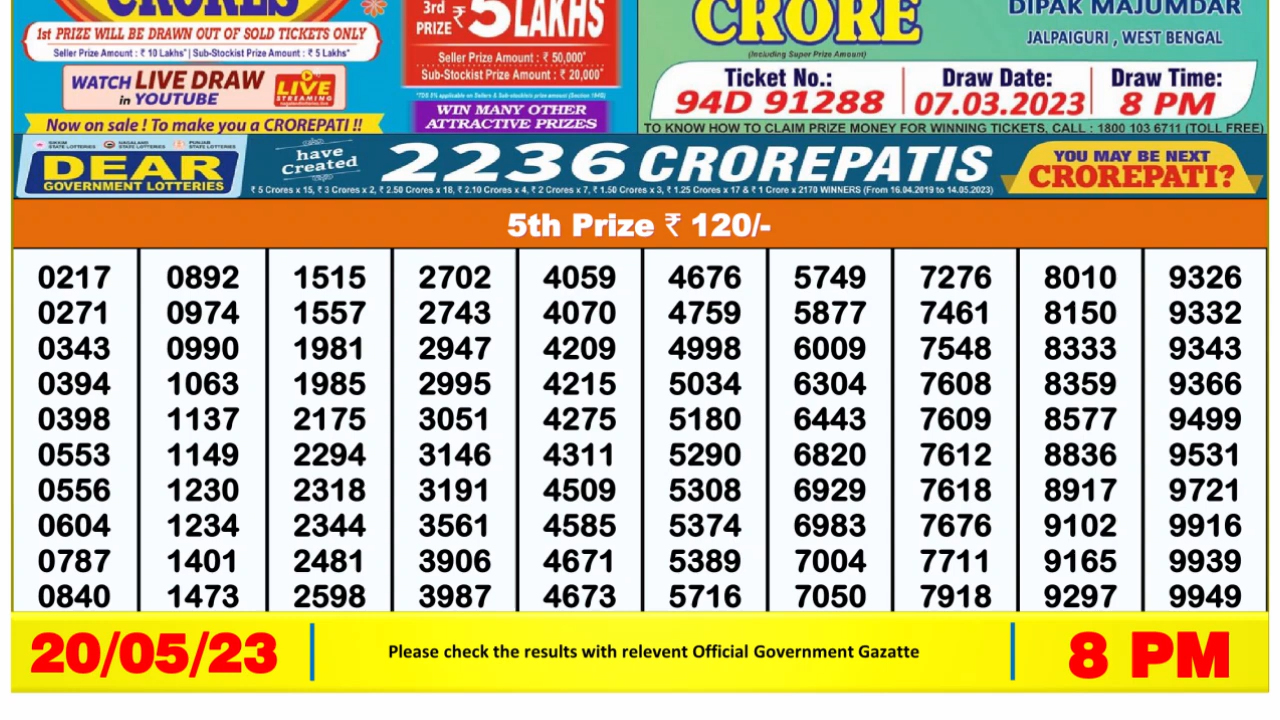 CRORES
1st PRIZE WILL BE DRAWN OUT OF SOLD TICKETS ONLY
Seller Prize Amount : ₹ 10 Lakhs* | Sub-Stockist Prize Amount : ₹ 5 Lakhs*
WATCH LIVE DRAW
in YOUTUBE
LIVE
STREAMING
Now on sale ! To make you a CROREPATI !!
3rd
PRIZE ₹ 5 LAKHS
Seller Prize Amount : ₹ 50,000*
Sub-Stockist Prize Amount : ₹ 20,000*
WIN MANY OTHER
ATTRACTIVE PRIZES
CRORE
(Including Super Prize Amount)
DIPAK MAJUMDAR
JALPAIGURI , WEST BENGAL
Ticket No.: Draw Date: Draw Time:
94D 91288 07.03.2023 8 PM
TO KNOW HOW TO CLAIM PRIZE MONEY FOR WINNING TICKETS, CALL : 1800 103 6711 (TOLL FREE)
SIKKIM STATE LOTTERIES NAGALAND STATE LOTTERIES PUNJAB STATE LOTTERIES
DEAR
GOVERNMENT LOTTERIES
have
Created
2236 CROREPATIS
₹ 5 Crores x 15, ₹ 3 Crores x 2, ₹ 2.50 Crores x 18, ₹ 2.10 Crores x 4, ₹ 2 Crores x 7, ₹ 1.50 Crores x 3, ₹ 1.25 Crores x 17 & ₹ 1 Crore x 2170 WINNERS (From 16.04.2019 to 14.05.2023)
YOU MAY BE NEXT
CROREPATI?
5th Prize ₹ 120/-
0217 0892 1515 2702 4059 4676 5749 7276 8010 9326
0271 0974 1557 2743 4070 4759 5877 7461 8150 9332
0343 0990 1981 2947 4209 4998 6009 7548 8333 9343
0394 1063 1985 2995 4215 5034 6304 7608 8359 9366
0398 1137 2175 3051 4275 5180 6443 7609 8577 9499
0553 1149 2294 3146 4311 5290 6820 7612 8836 9531
0556 1230 2318 3191 4509 5308 6929 7618 8917 9721
0604 1234 2344 3561 4585 5374 6983 7676 9102 9916
0787 1401 2481 3906 4671 5389 7004 7711 9165 9939
0840 1473 2598 3987 4673 5716 7050 7918 9297 9949
20/05/23
Please check the results with relevent Official Government Gazatte
8 PM